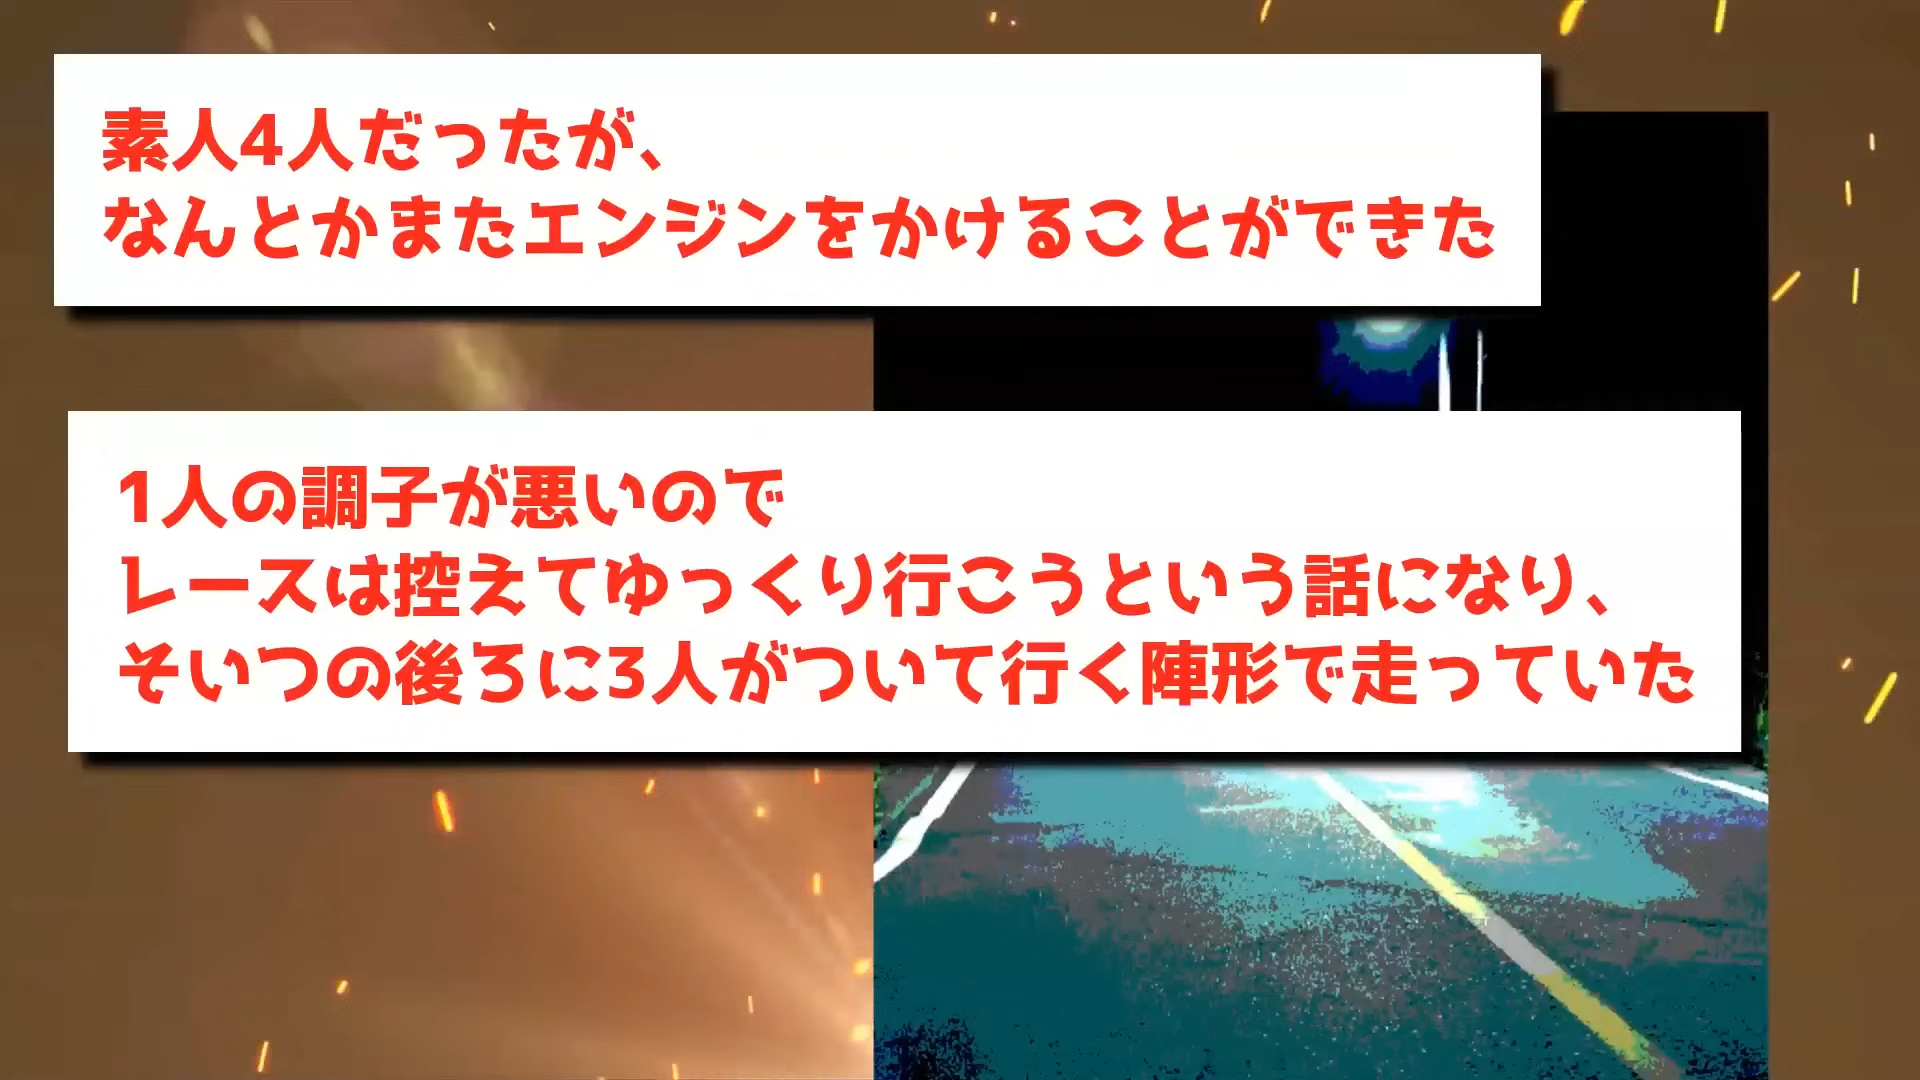 素人4人だったが、
なんとかまたエンジンをかけることができた
1人の調子が悪いので
レースは控えてゆっくり行こうという話になり、
そいつの後ろに3人がついて行く陣形で走っていた